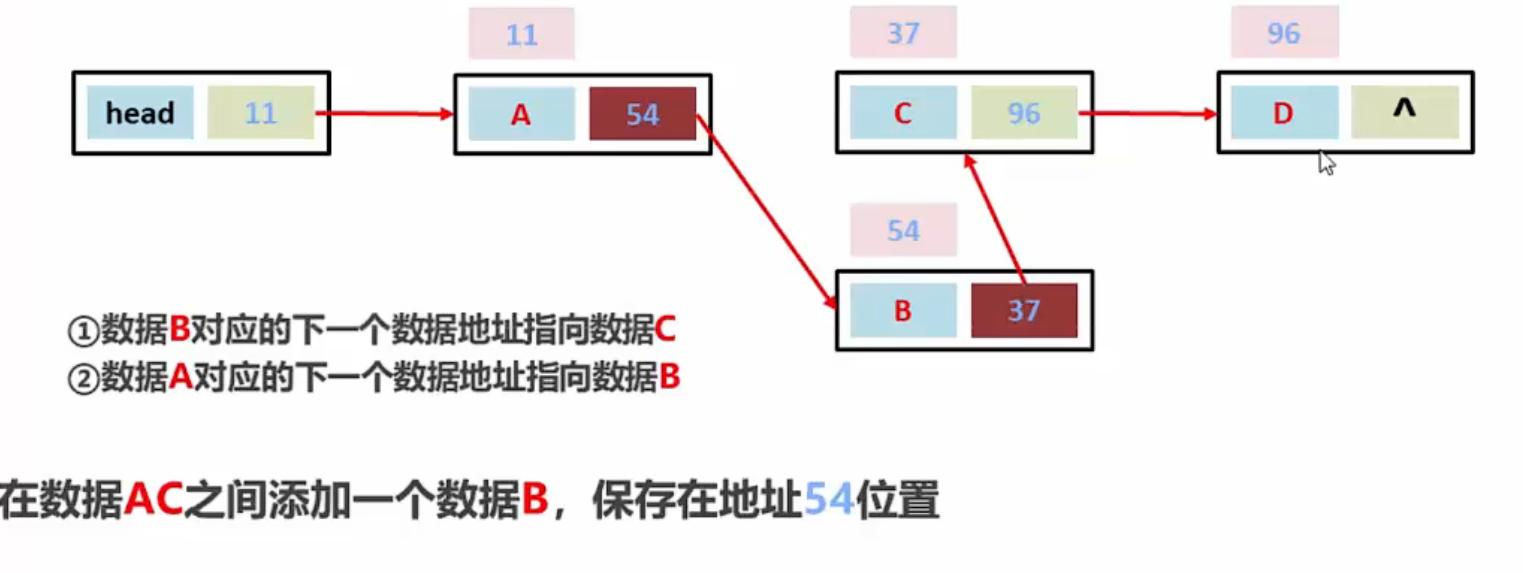 11 37 96
head 11 A 54 C 96 D ^
54
B 37
①数据B对应的下一个数据地址指向数据C
②数据A对应的下一个数据地址指向数据B
在数据AC之间添加一个数据B，保存在地址54位置